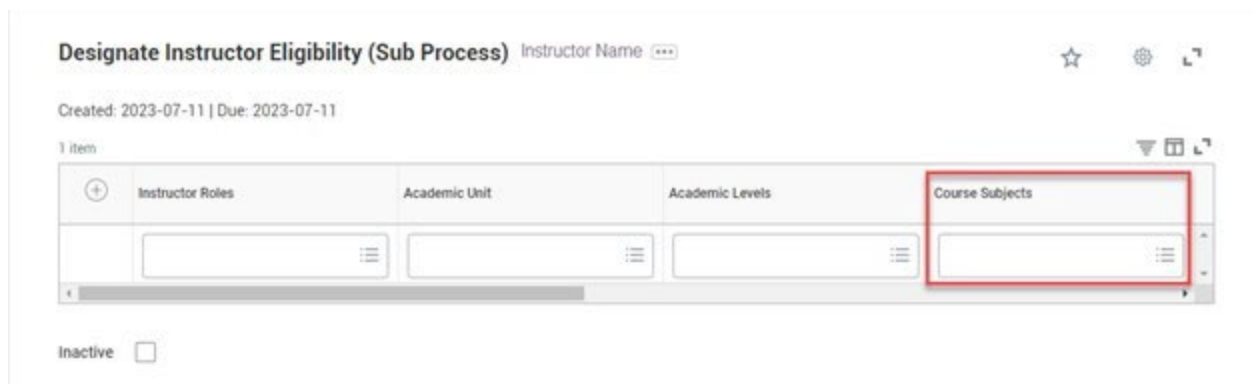 Designate Instructor Eligibility (Sub Process) Instructor Name
Created: 2023-07-11 | Due: 2023-07-11
1 item
Instructor Roles Academic Unit Academic Levels Course Subjects
Inactive